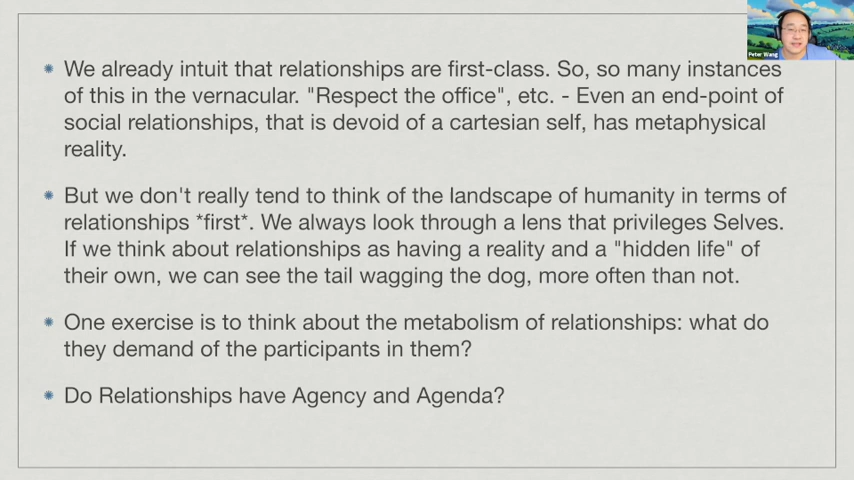 We already intuit that relationships are first-class. So, so many instances
of this in the vernacular. "Respect the office", etc. - Even an end-point of
social relationships, that is devoid of a cartesian self, has metaphysical
reality.
But we don't really tend to think of the landscape of humanity in terms of
relationships *first*. We always look through a lens that privileges Selves.
If we think about relationships as having a reality and a "hidden life" of
their own, we can see the tail wagging the dog, more often than not.
One exercise is to think about the metabolism of relationships: what do
they demand of the participants in them?
Do Relationships have Agency and Agenda?
Peter Wang